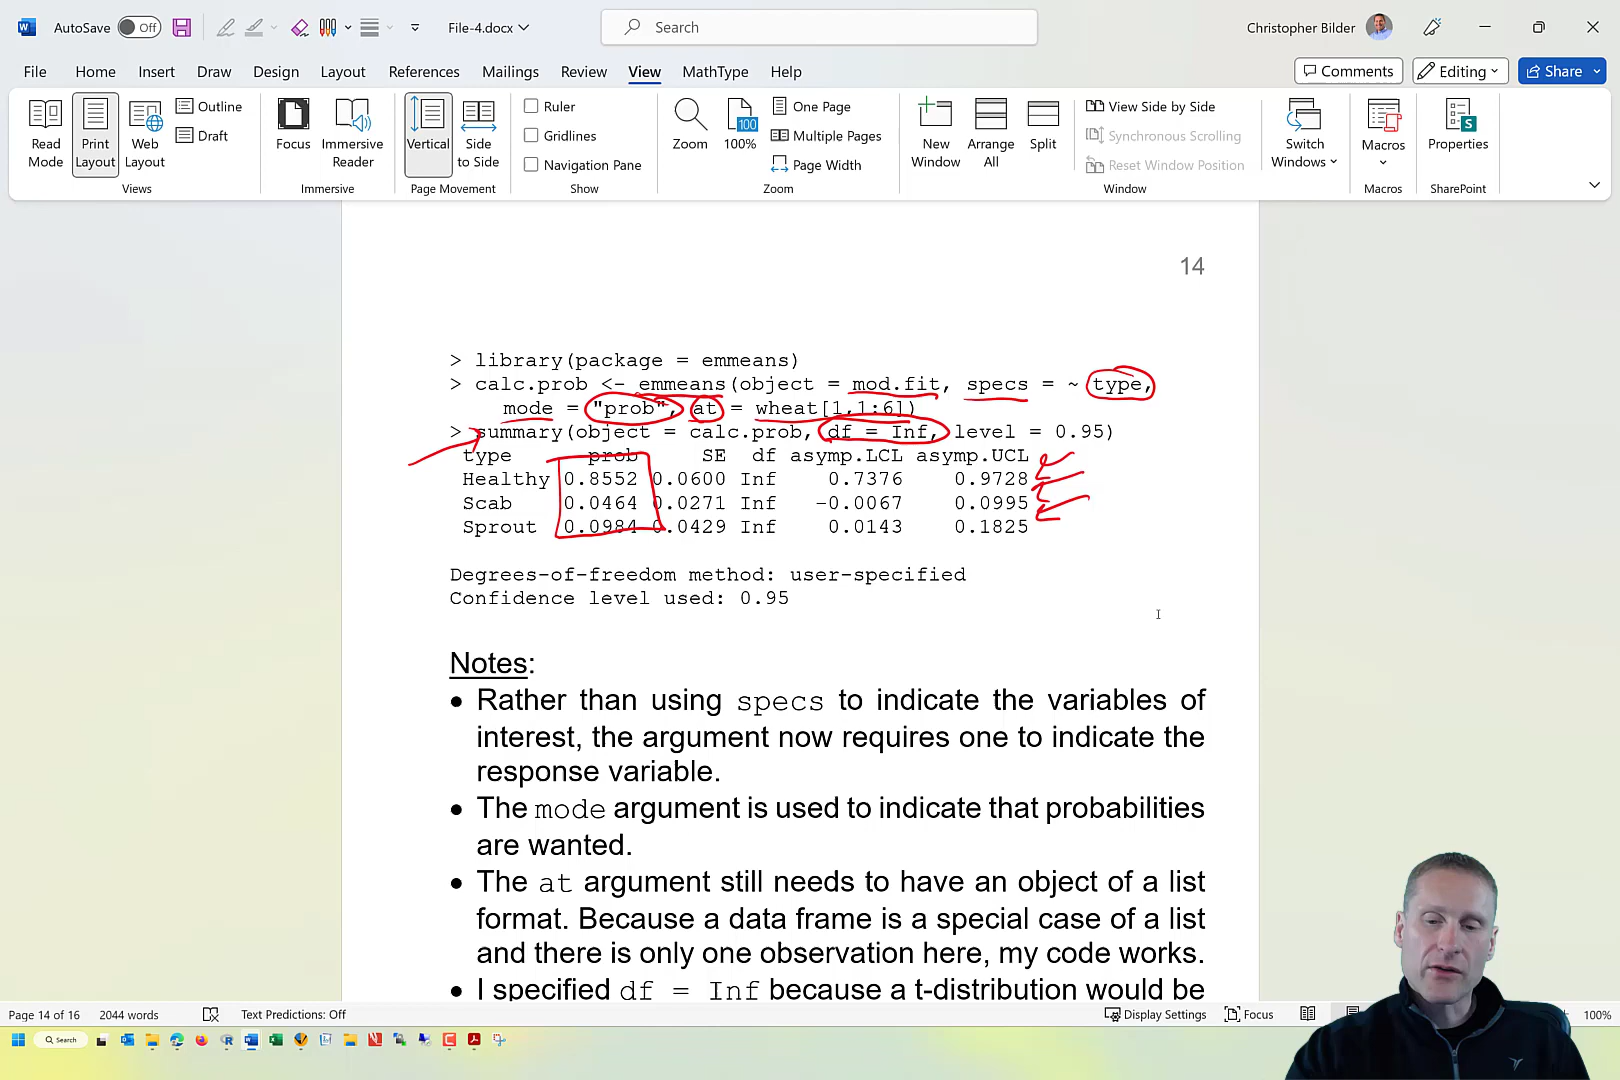 AutoSave Off File-4.docx Search Christopher Bilder
File Home Insert Draw Design Layout References Mailings Review View MathType Help Comments Editing Share
Read Mode
Print Layout
Web Layout
Outline
Draft
Views
Focus
Immersive Reader
Immersive
Vertical
Side to Side
Page Movement
Ruler
Gridlines
Navigation Pane
Show
Zoom
100
100%
One Page
Multiple Pages
Page Width
Zoom
New Window
Arrange All
Split
View Side by Side
Synchronous Scrolling
Reset Window Position
Window
Switch Windows
Macros
Macros
S
Properties
SharePoint
14
> library(package = emmeans)
> calc.prob <- emmeans(object = mod.fit, specs = ~ type,
mode = "prob", at = wheat[1,1:6])
> summary(object = calc.prob, df = Inf, level = 0.95)
type prob SE df asymp.LCL asymp.UCL
Healthy 0.8552 0.0600 Inf 0.7376 0.9728
Scab 0.0464 0.0271 Inf -0.0067 0.0995
Sprout 0.0984 0.0429 Inf 0.0143 0.1825
Degrees-of-freedom method: user-specified
Confidence level used: 0.95
Notes:
• Rather than using specs to indicate the variables of
interest, the argument now requires one to indicate the
response variable.
• The mode argument is used to indicate that probabilities
are wanted.
• The at argument still needs to have an object of a list
format. Because a data frame is a special case of a list
and there is only one observation here, my code works.
• I specified df = Inf because a t-distribution would be
Page 14 of 16 2044 words Text Predictions: Off Display Settings Focus 100%
Search